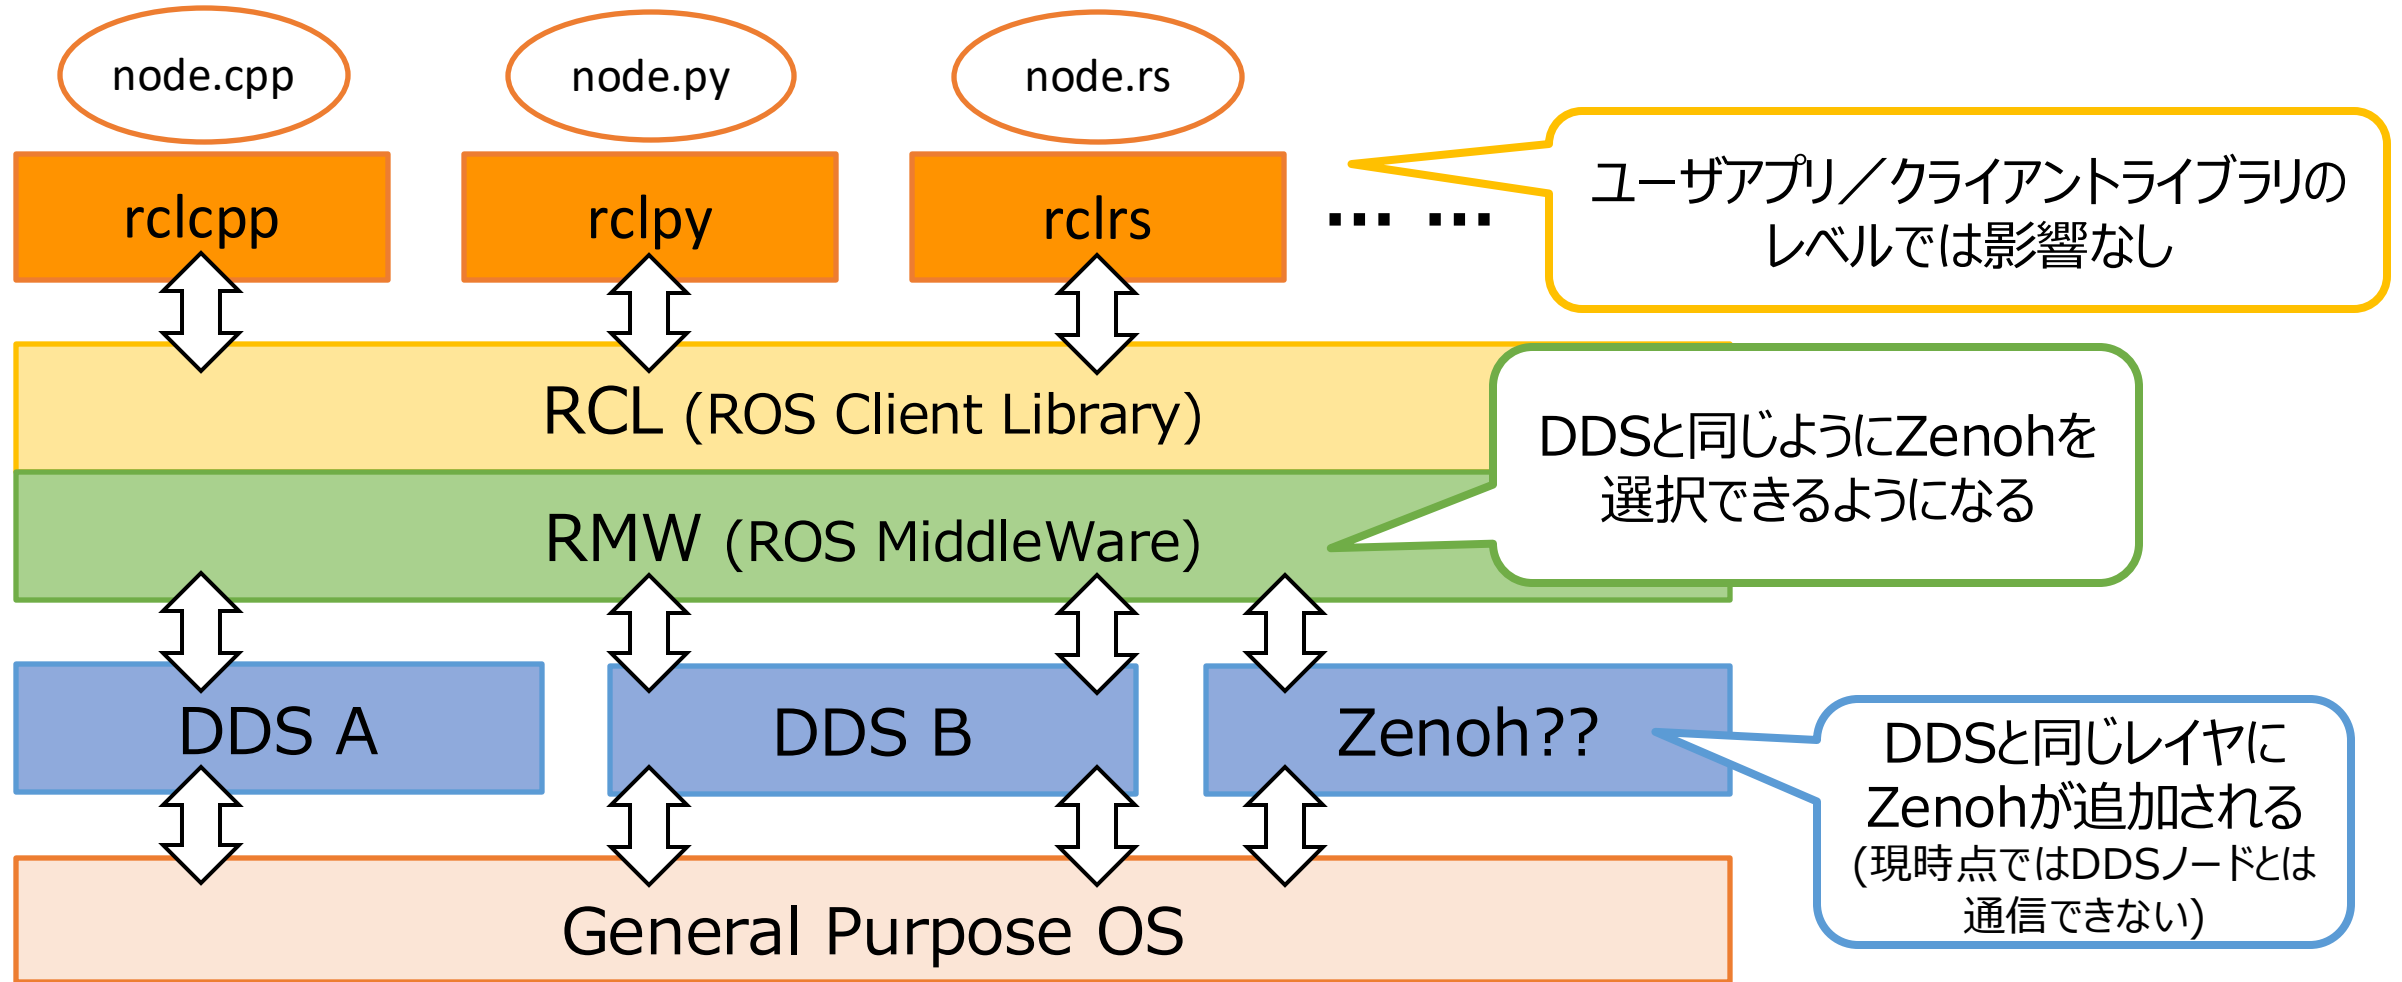 node.cpp
node.py
node.rs
rclcpp
rclpy
rclrs
... ...
ユーザアプリ／クライアントライブラリの
レベルでは影響なし
RCL (ROS Client Library)
DDSと同じようにZenohを
選択できるようになる
RMW (ROS MiddleWare)
DDS A
DDS B
Zenoh??
DDSと同じレイヤに
Zenohが追加される
(現時点ではDDSノードとは
通信できない)
General Purpose OS